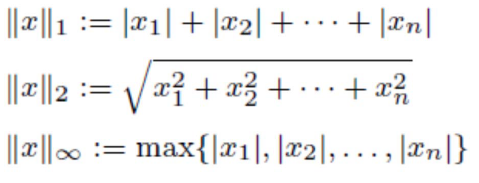 ‖x‖₁ := |x₁| + |x₂| + ⋯ + |xₙ|
‖x‖₂ := √(x₁² + x₂² + ⋯ + xₙ²)
‖x‖∞ := max{|x₁|, |x₂|, . . . , |xₙ|}